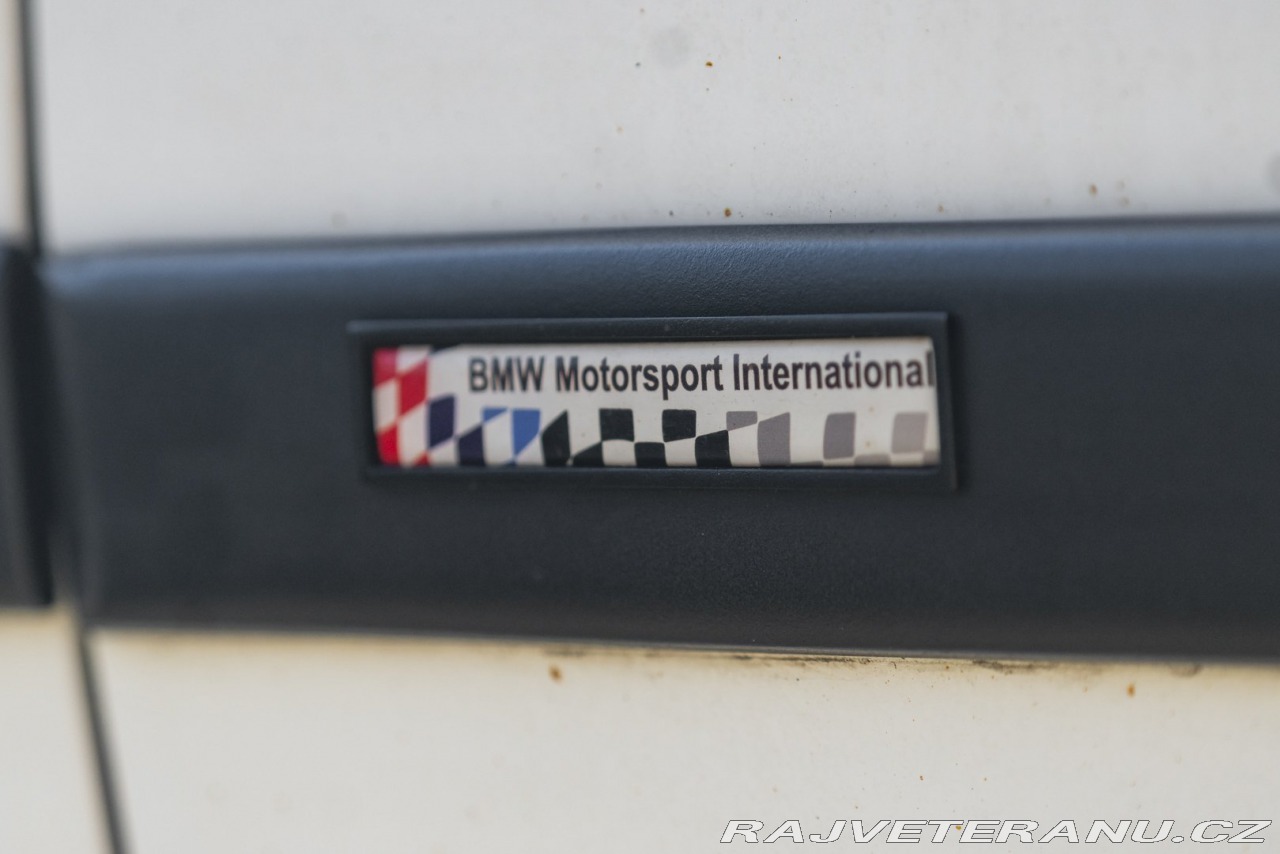 BMW Motorsport International
RAJVETERANU.CZ